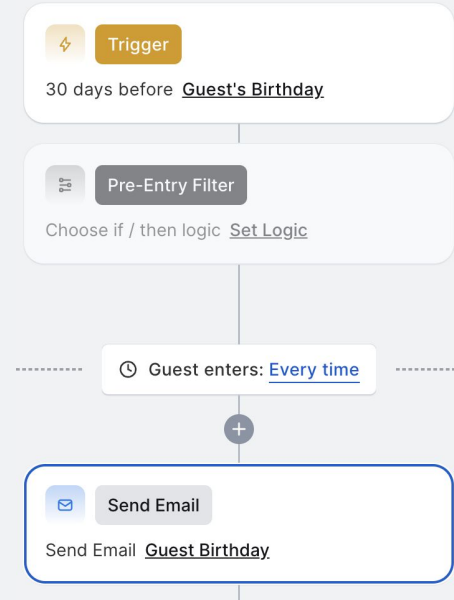 Trigger
30 days before Guest's Birthday
Pre-Entry Filter
Choose if / then logic Set Logic
Guest enters: Every time
Send Email
Send Email Guest Birthday